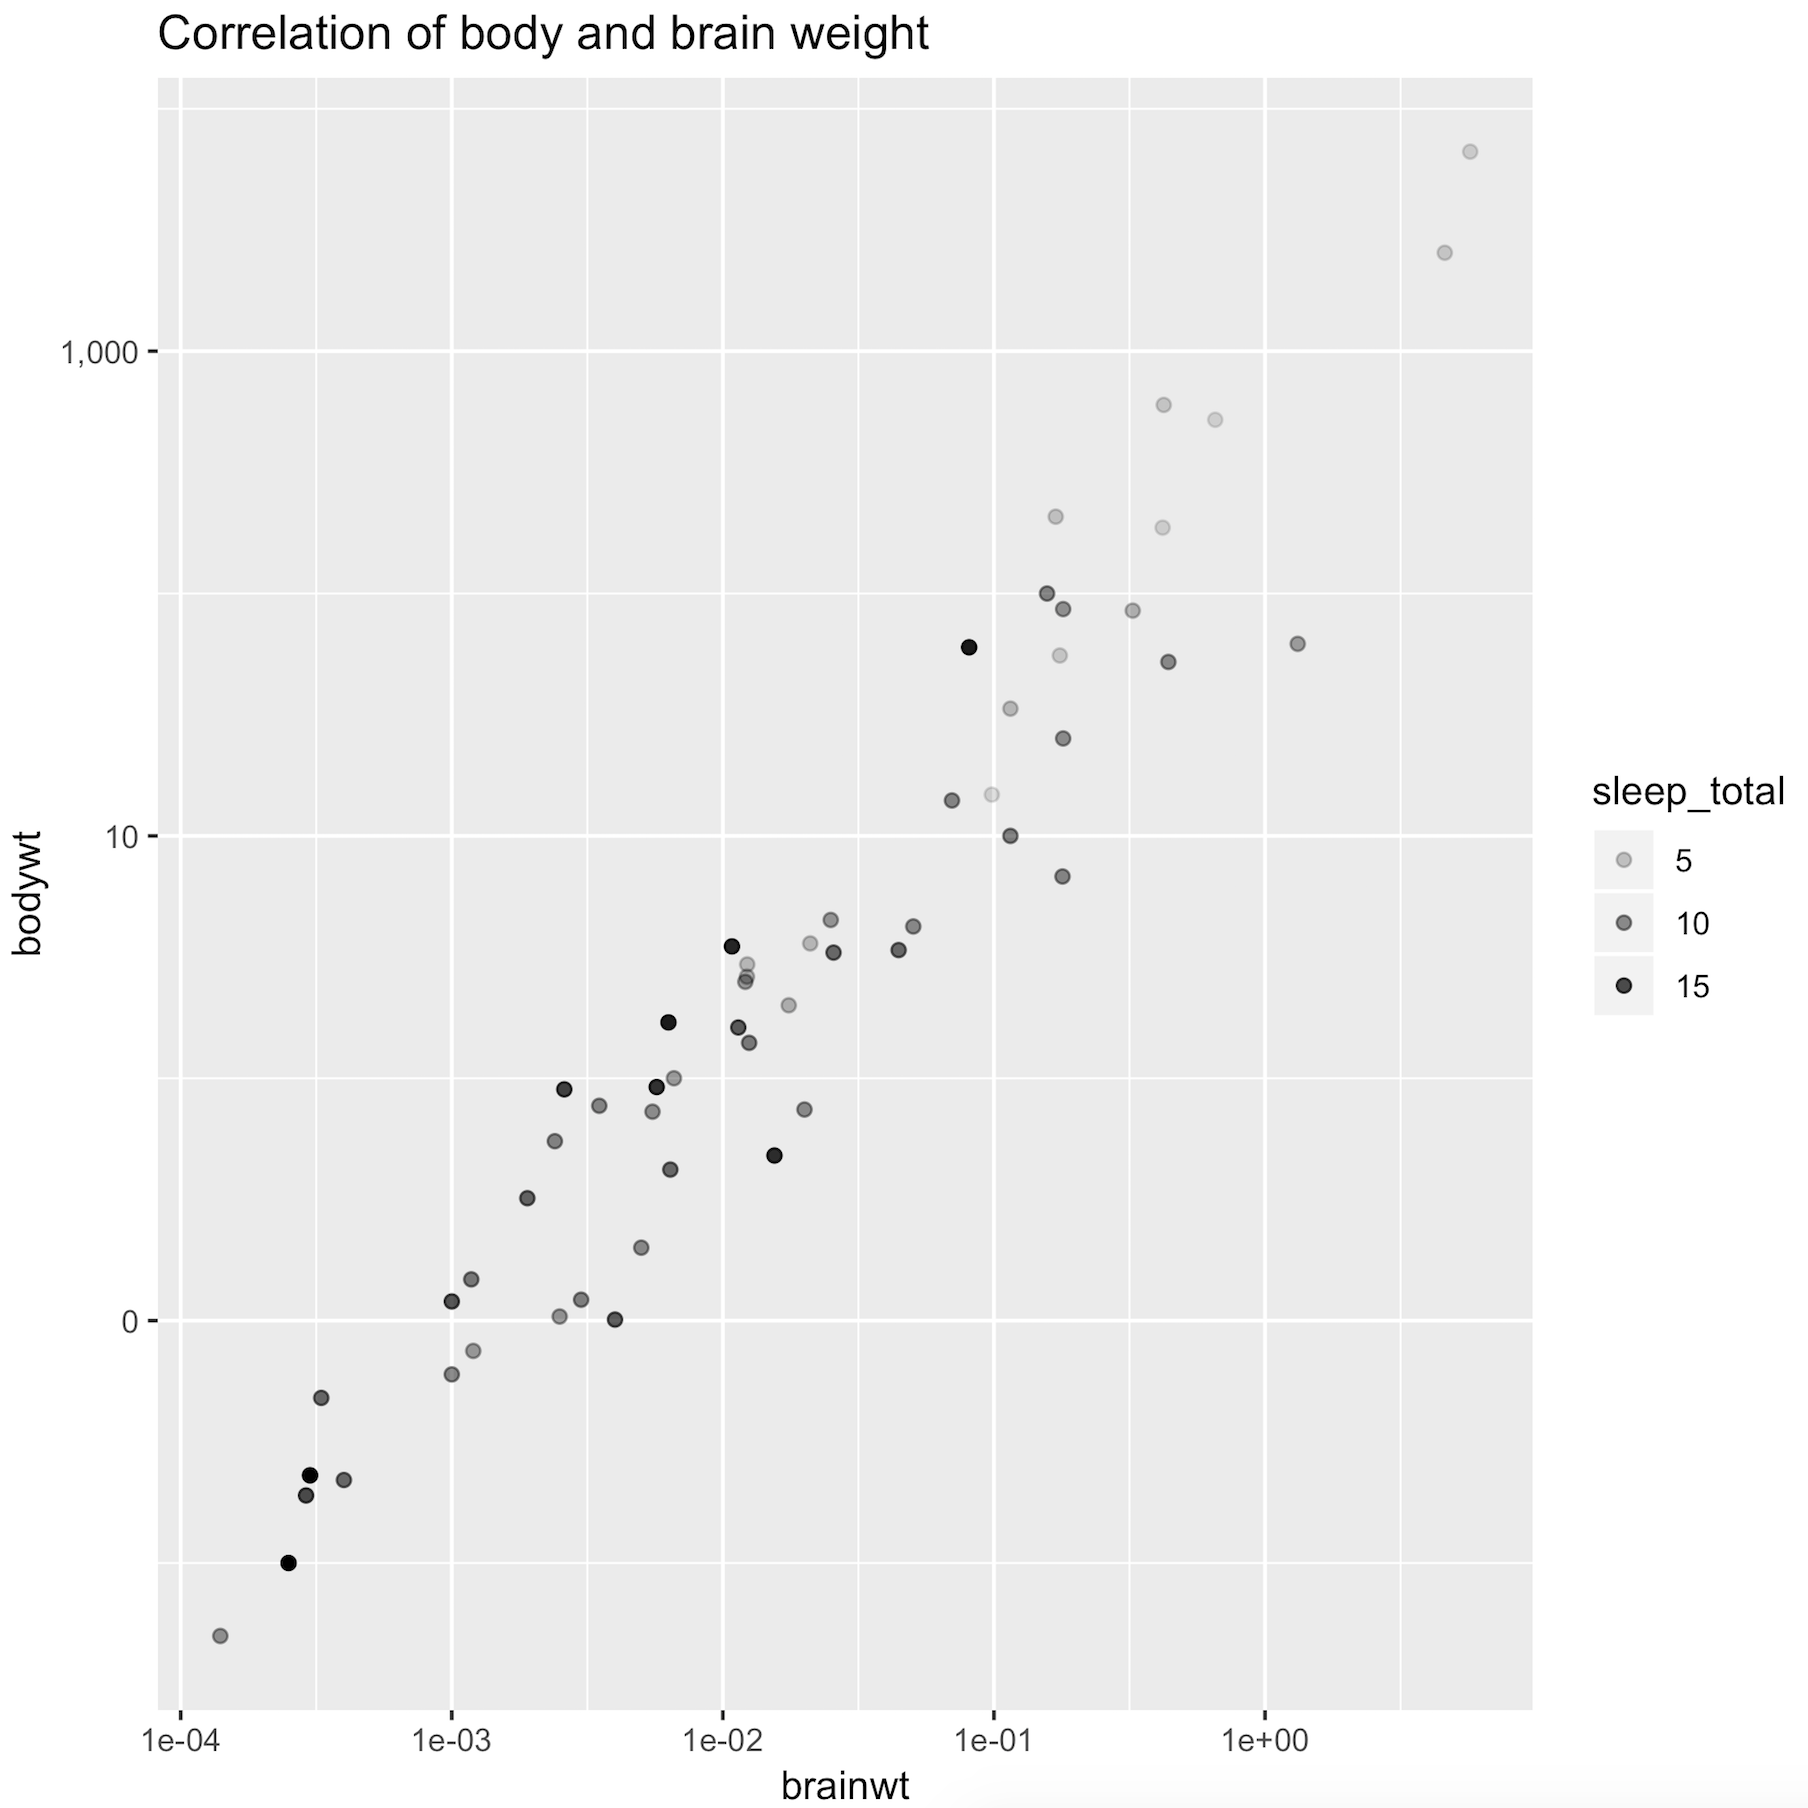 Correlation of body and brain weight
1,000
10
0
bodywt
1e-04
1e-03
1e-02
1e-01
1e+00
brainwt
sleep_total
5
10
15